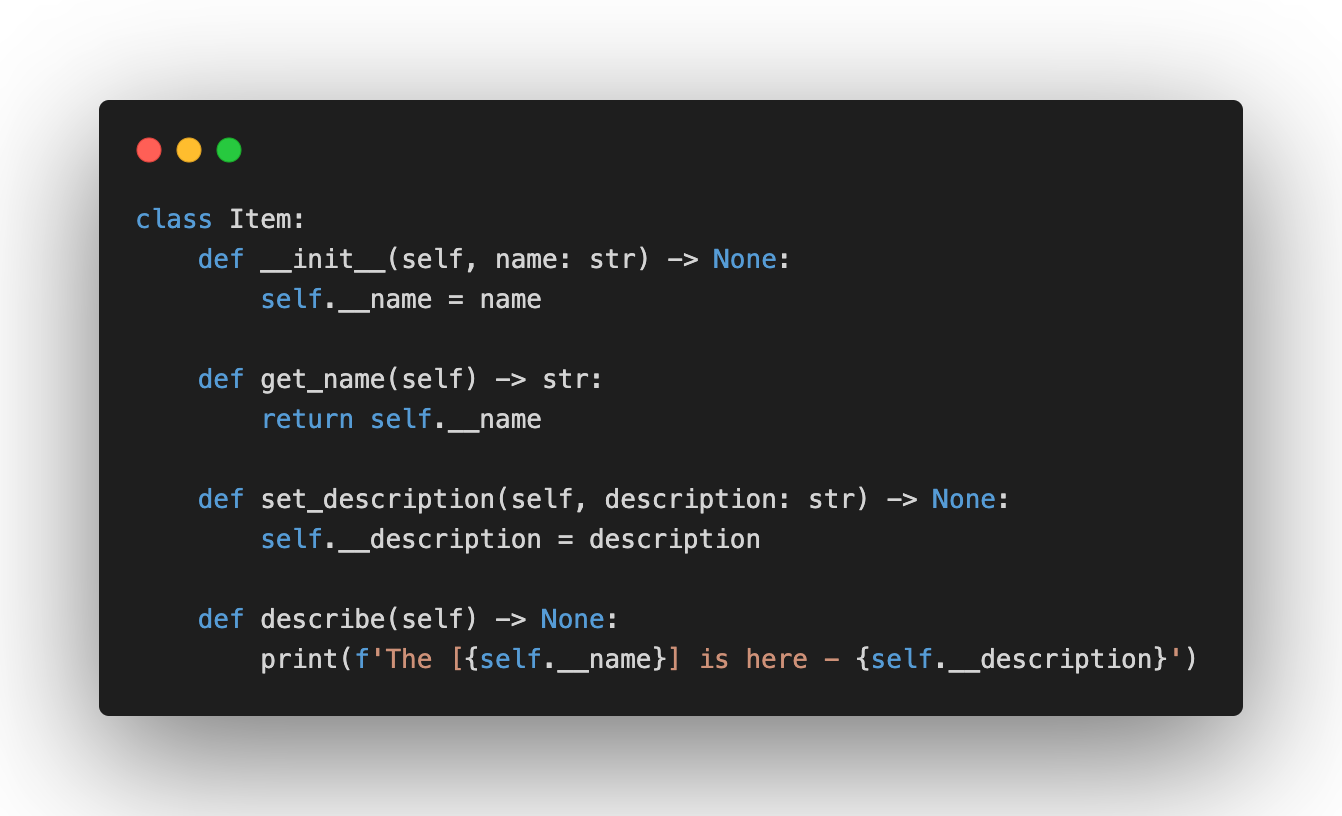 class Item:
    def __init__(self, name: str) -> None:
        self.__name = name

    def get_name(self) -> str:
        return self.__name

    def set_description(self, description: str) -> None:
        self.__description = description

    def describe(self) -> None:
        print(f'The [{self.__name}] is here - {self.__description}')